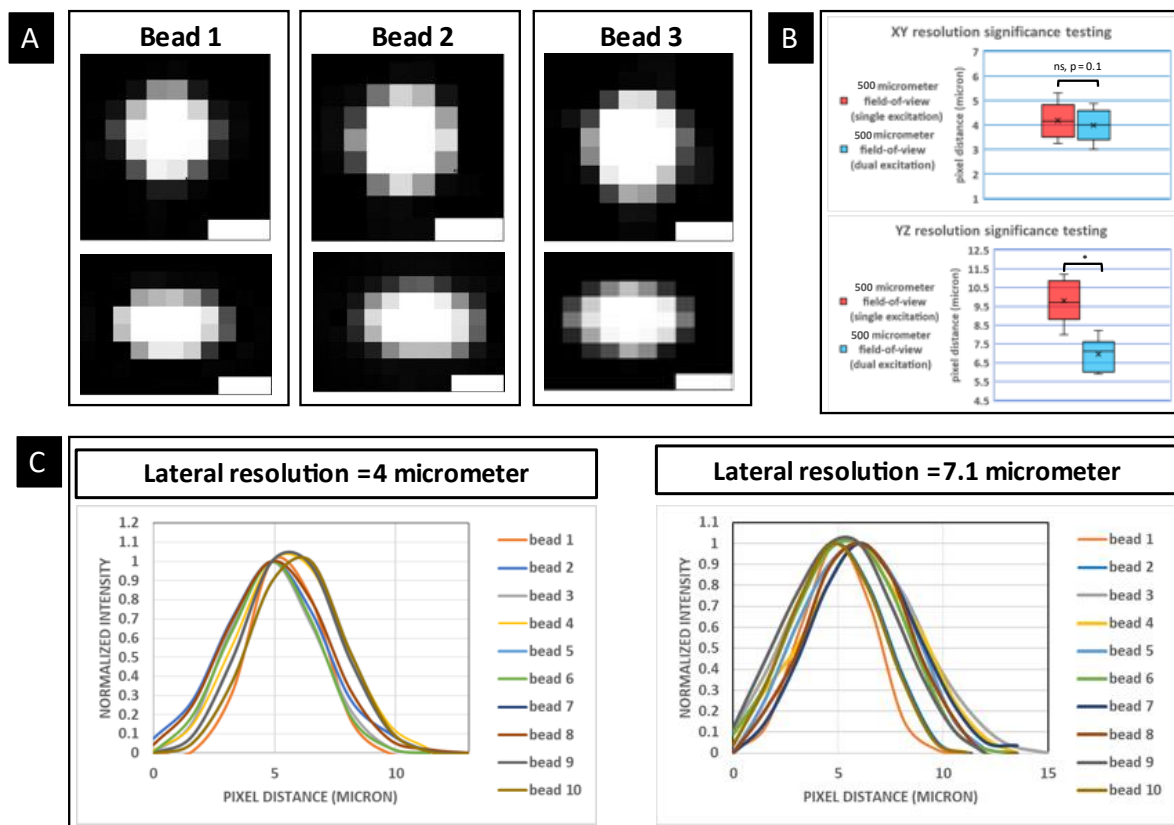 A
Bead 1
Bead 2
Bead 3
B
XY resolution significance testing
500 micrometer
field-of-view
(single excitation)
500 micrometer
field-of-view
(dual excitation)
pixel distance (micron)
7
6
5
4
3
2
1
ns, p = 0.1
YZ resolution significance testing
500 micrometer
field-of-view
(single excitation)
500 micrometer
field-of-view
(dual excitation)
pixel distance (micron)
12.5
11.5
10.5
9.5
8.5
7.5
6.5
5.5
4.5
*
C
Lateral resolution =4 micrometer
NORMALIZED INTENSITY
1.2
1.1
1
0.9
0.8
0.7
0.6
0.5
0.4
0.3
0.2
0.1
0
0
5
10
PIXEL DISTANCE (MICRON)
bead 1
bead 2
bead 3
bead 4
bead 5
bead 6
bead 7
bead 8
bead 9
bead 10
Lateral resolution =7.1 micrometer
NORMALIZED INTENSITY
1.1
1
0.9
0.8
0.7
0.6
0.5
0.4
0.3
0.2
0.1
0
0
5
10
15
PIXEL DISTANCE (MICRON)
bead 1
bead 2
bead 3
bead 4
bead 5
bead 6
bead 7
bead 8
bead 9
bead 10